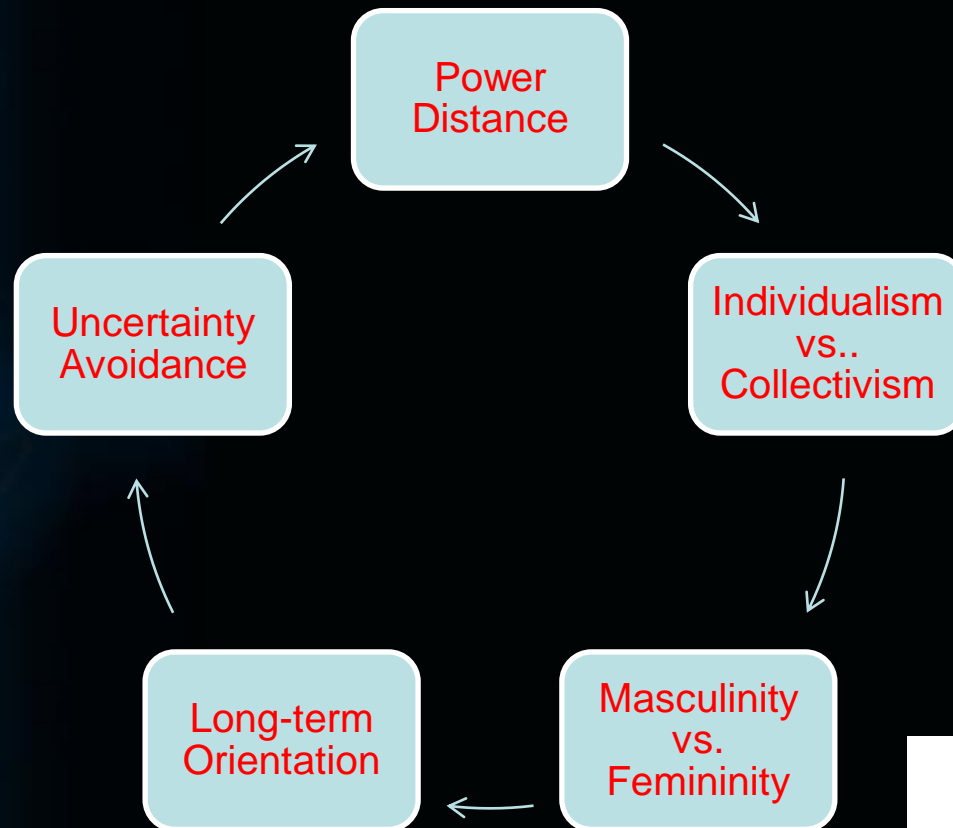 Power
Distance
Individualism
vs..
Collectivism
Masculinity
vs.
Femininity
Long-term
Orientation
Uncertainty
Avoidance